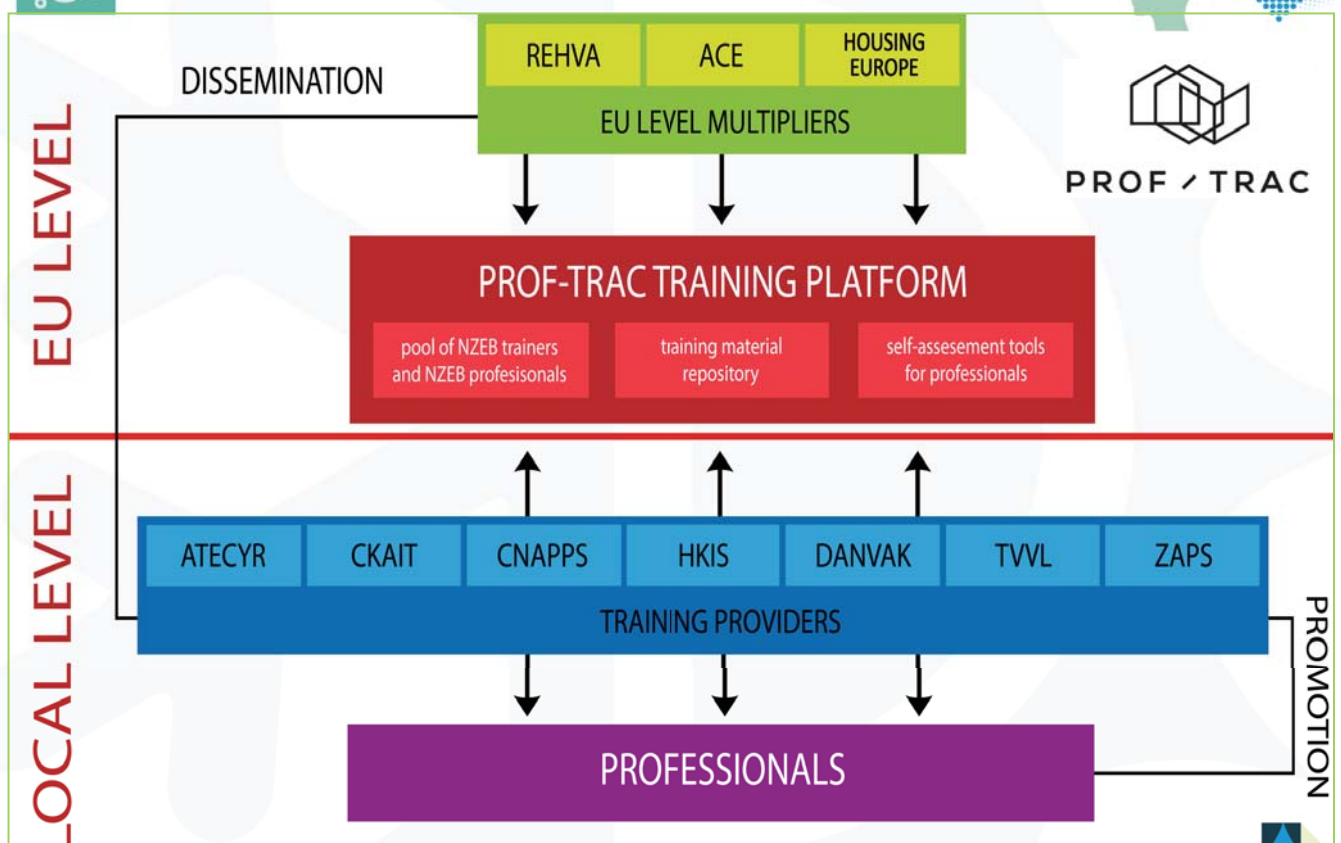 EU LEVEL
DISSEMINATION
REHVA
ACE
HOUSING
EUROPE
EU LEVEL MULTIPLIERS
PROF / TRAC
PROF-TRAC TRAINING PLATFORM
pool of NZEB trainers
and NZEB profesisonals
training material
repository
self-assesement tools
for professionals
LOCAL LEVEL
ATECYR
CKAIT
CNAPPS
HKIS
DANVAK
TVVL
ZAPS
TRAINING PROVIDERS
PROMOTION
PROFESSIONALS